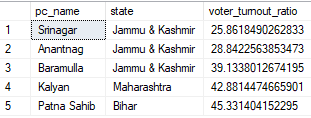 pc_name state voter_turnout_ratio
1 Srinagar Jammu & Kashmir 25.8618490262833
2 Anantnag Jammu & Kashmir 28.8422563853473
3 Baramulla Jammu & Kashmir 39.1338012674195
4 Kalyan Maharashtra 42.8814474665901
5 Patna Sahib Bihar 45.331404152295